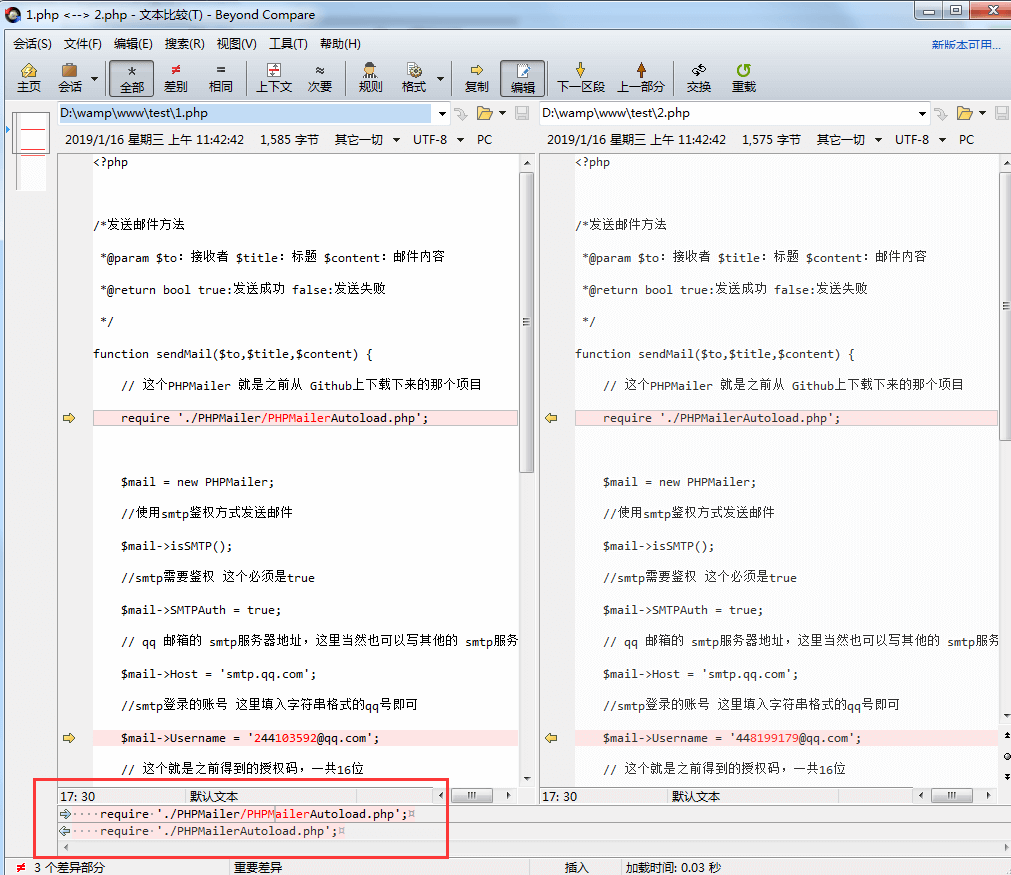 1.php <--> 2.php - 文本比较(T) - Beyond Compare
会话(S) 文件(F) 编辑(E) 搜索(R) 视图(V) 工具(T) 帮助(H) 新版本可用...
主页 会话 全部 差别 相同 上下文 次要 规则 格式 复制 编辑 下一区段 上一部分 交换 重载
D:\wamp\www\test\1.php
2019/1/16 星期三 上午 11:42:42 1,585 字节 其它一切 UTF-8 PC
<?php
/*发送邮件方法
*@param $to: 接收者 $title: 标题 $content: 邮件内容
*@return bool true:发送成功 false:发送失败
*/
function sendMail($to,$title,$content) {
// 这个PHPMailer 就是之前从 Github上下载下来的那个项目
require './PHPMailer/PHPMailerAutoload.php';
$mail = new PHPMailer;
//使用smtp鉴权方式发送邮件
$mail->isSMTP();
//smtp需要鉴权 这个必须是true
$mail->SMTPAuth = true;
// qq 邮箱的 smtp服务器地址，这里当然也可以写其他的 smtp服务
$mail->Host = 'smtp.qq.com';
//smtp登录的账号 这里填入字符串格式的qq号即可
$mail->Username = '244103592@qq.com';
// 这个就是之前得到的授权码，一共16位
17: 30 默认文本
D:\wamp\www\test\2.php
2019/1/16 星期三 上午 11:42:42 1,575 字节 其它一切 UTF-8 PC
<?php
/*发送邮件方法
*@param $to: 接收者 $title: 标题 $content: 邮件内容
*@return bool true:发送成功 false:发送失败
*/
function sendMail($to,$title,$content) {
// 这个PHPMailer 就是之前从 Github上下载下来的那个项目
require './PHPMailerAutoload.php';
$mail = new PHPMailer;
//使用smtp鉴权方式发送邮件
$mail->isSMTP();
//smtp需要鉴权 这个必须是true
$mail->SMTPAuth = true;
// qq 邮箱的 smtp服务器地址，这里当然也可以写其他的 smtp服务
$mail->Host = 'smtp.qq.com';
//smtp登录的账号 这里填入字符串格式的qq号即可
$mail->Username = '448199179@qq.com';
// 这个就是之前得到的授权码，一共16位
17: 30 默认文本
····require·'./PHPMailer/PHPMailerAutoload.php';¤
····require·'./PHPMailerAutoload.php';¤
3 个差异部分 重要差异 插入 加载时间: 0.03 秒